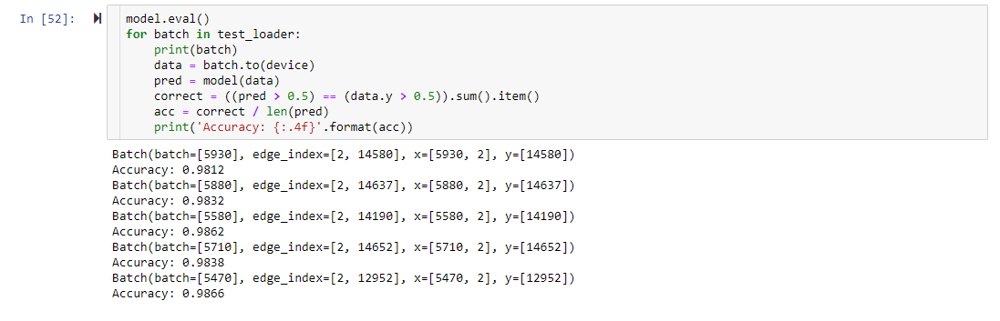 In [52]:
model.eval()
for batch in test_loader:
    print(batch)
    data = batch.to(device)
    pred = model(data)
    correct = ((pred > 0.5) == (data.y > 0.5)).sum().item()
    acc = correct / len(pred)
    print('Accuracy: {:.4f}'.format(acc))
Batch(batch=[5930], edge_index=[2, 14580], x=[5930, 2], y=[14580])
Accuracy: 0.9812
Batch(batch=[5880], edge_index=[2, 14637], x=[5880, 2], y=[14637])
Accuracy: 0.9832
Batch(batch=[5580], edge_index=[2, 14190], x=[5580, 2], y=[14190])
Accuracy: 0.9862
Batch(batch=[5710], edge_index=[2, 14652], x=[5710, 2], y=[14652])
Accuracy: 0.9838
Batch(batch=[5470], edge_index=[2, 12952], x=[5470, 2], y=[12952])
Accuracy: 0.9866